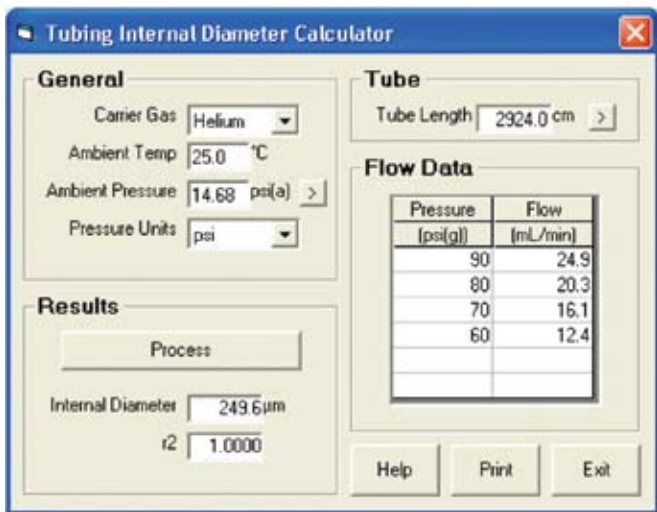 Tubing Internal Diameter Calculator
General
Carrier Gas Helium
Ambient Temp 25.0 °C
Ambient Pressure 14.68 psi(a) >
Pressure Units psi
Results
Process
Internal Diameter 249.6 µm
r2 1.0000
Tube
Tube Length 2924.0 cm >
Flow Data
Pressure Flow
(psi(g)) (mL/min)
90 24.9
80 20.3
70 16.1
60 12.4
Help Print Exit